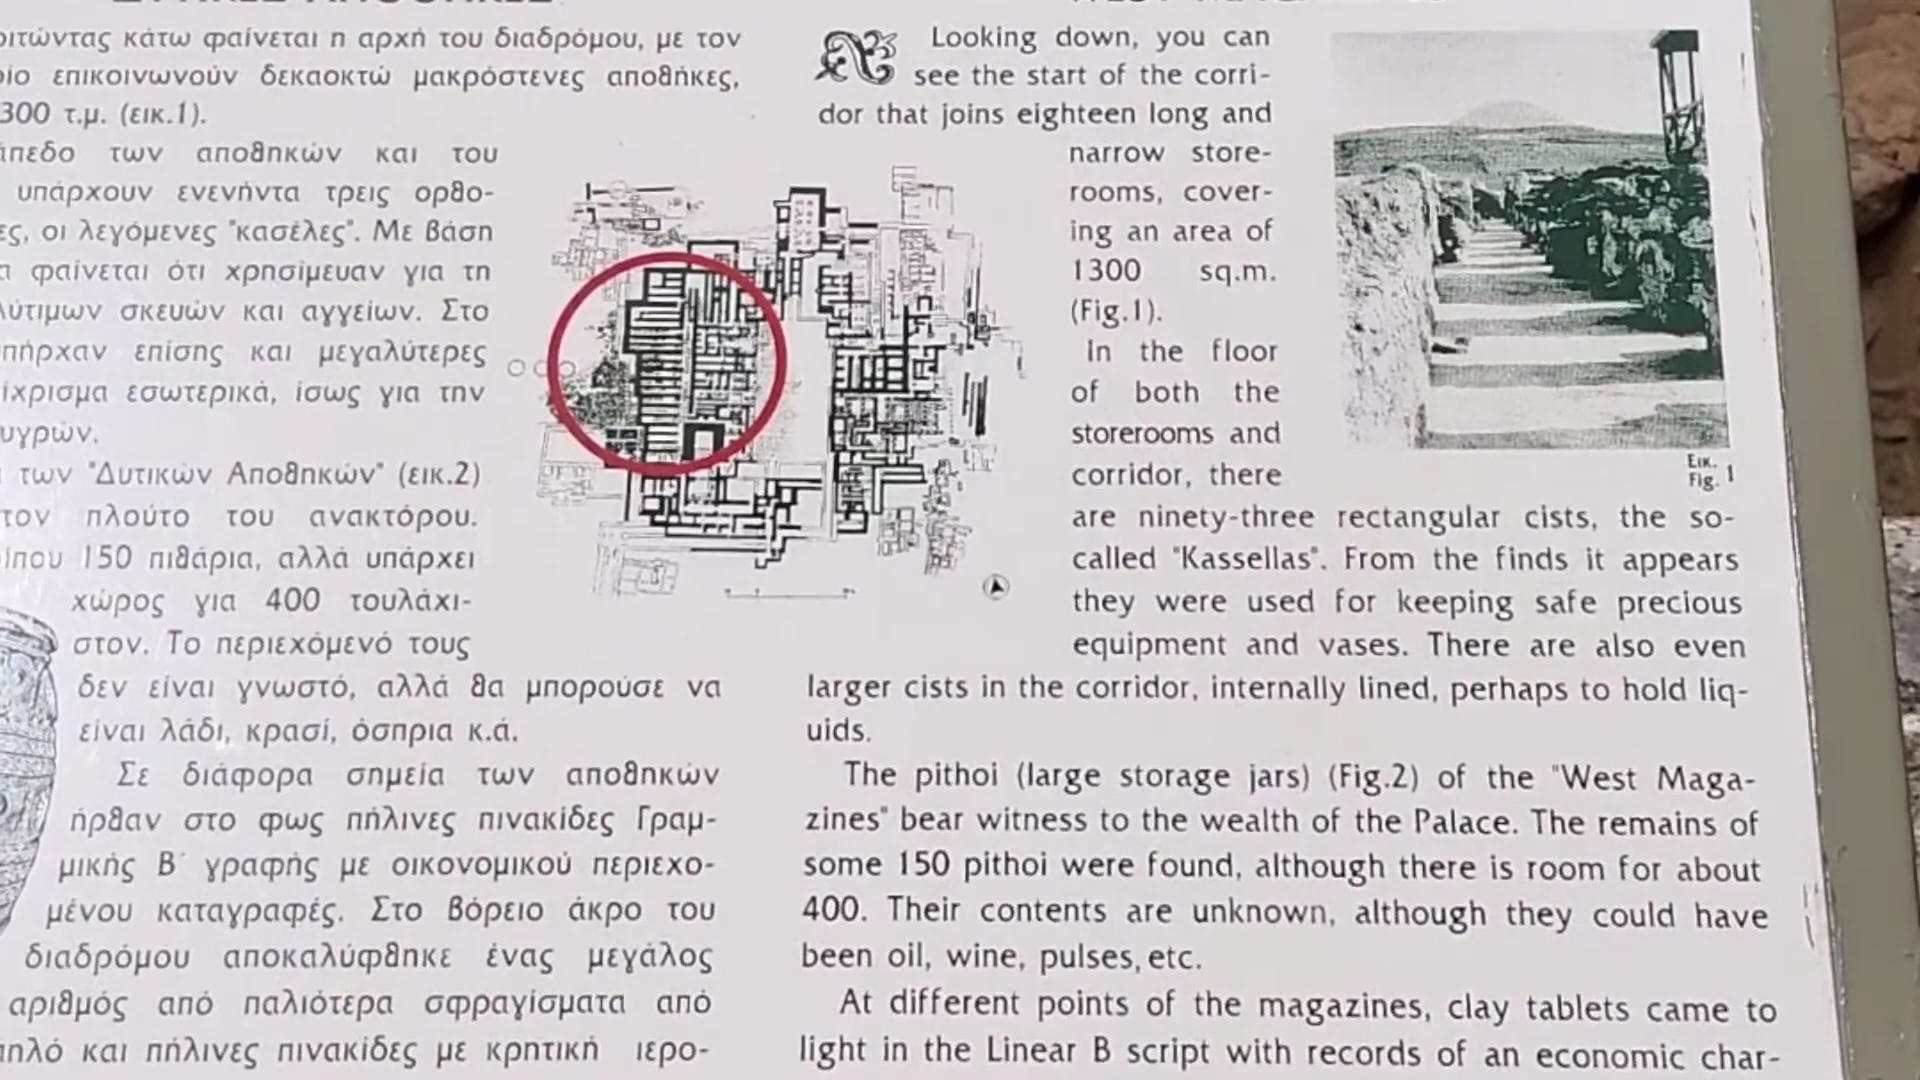 κάτω φαίνεται η αρχή του διαδρόμου, με τον
επικοινωνούν δεκαοκτώ μακρόστενες αποθήκες,
300 τ.μ. (εικ.1).
των αποθηκών και του
υπάρχουν ενενήντα τρεις ορθο-
οι λεγόμενες "κασέλες". Με βάση
φαίνεται ότι χρησίμευαν για τη
σκευών και αγγείων. Στο
επίσης και μεγαλύτερες
εσωτερικά, ίσως για την
υγρών.
των "Δυτικών Αποθηκών" (εικ.2)
πλούτο του ανακτόρου.
150 πιθάρια, αλλά υπάρχει
χώρος για 400 τουλάχι-
στον. Το περιεχόμενό τους
δεν είναι γνωστό, αλλά θα μπορούσε να
είναι λάδι, κρασί, όσπρια κ.ά.
Σε διάφορα σημεία των αποθηκών
ήρθαν στο φως πήλινες πινακίδες Γραμ-
μικής Β΄ γραφής με οικονομικού περιεχο-
μένου καταγραφές. Στο βόρειο άκρο του
διαδρόμου αποκαλύφθηκε ένας μεγάλος
αριθμός από παλιότερα σφραγίσματα από
και πήλινες πινακίδες με κρητική ιερο-
Looking down, you can
see the start of the corri-
dor that joins eighteen long and
narrow store-
rooms, cover-
ing an area of
1300 sq.m.
(Fig.1).
In the floor
of both the
storerooms and
corridor, there
are ninety-three rectangular cists, the so-
called "Kassellas". From the finds it appears
they were used for keeping safe precious
equipment and vases. There are also even
larger cists in the corridor, internally lined, perhaps to hold liq-
uids.
The pithoi (large storage jars) (Fig.2) of the "West Maga-
zines" bear witness to the wealth of the Palace. The remains of
some 150 pithoi were found, although there is room for about
400. Their contents are unknown, although they could have
been oil, wine, pulses, etc.
At different points of the magazines, clay tablets came to
light in the Linear B script with records of an economic char-
Εικ.
Fig. 1